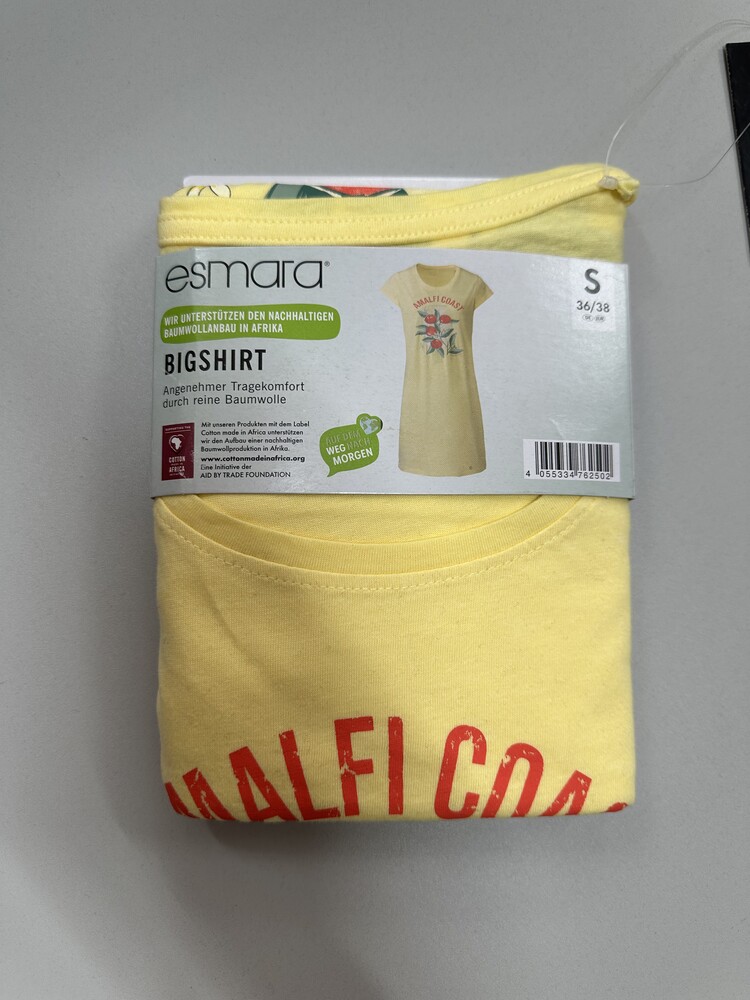 esmara®
WIR UNTERSTÜTZEN DEN NACHHALTIGEN
BAUMWOLLANBAU IN AFRIKA
BIGSHIRT
Angenehmer Tragekomfort
durch reine Baumwolle
COTTON
AFRICA
Mit unseren Produkten mit dem Label
Cotton made in Africa unterstützen
wir den Aufbau einer nachhaltigen
Baumwollproduktion in Afrika.
www.cottonmadeinafrica.org
Eine Initiative der
AID BY TRADE FOUNDATION
AUF DEM
WEG NACH
MORGEN
AMALFI COAST
S
36/38
4 055334 762502
AMALFI COAS